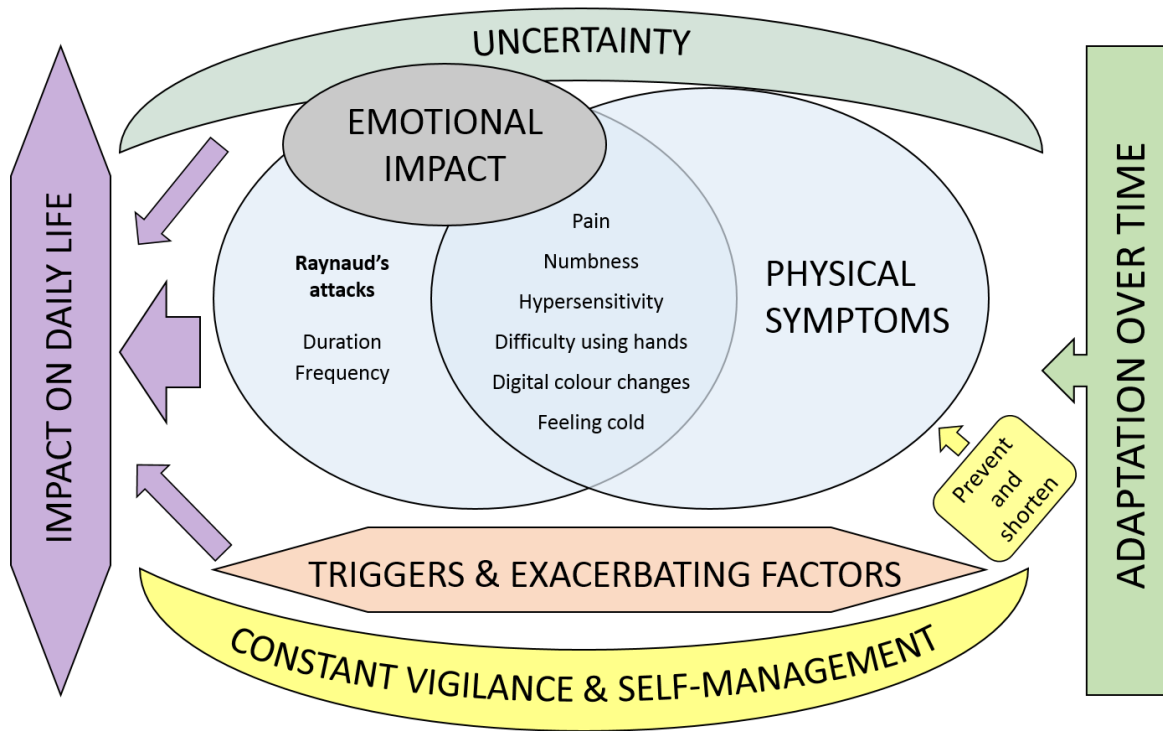 UNCERTAINTY
EMOTIONAL
IMPACT
Raynaud’s
attacks
Duration
Frequency
Pain
Numbness
Hypersensitivity
Difficulty using hands
Digital colour changes
Feeling cold
PHYSICAL
SYMPTOMS
IMPACT ON DAILY LIFE
ADAPTATION OVER TIME
Prevent
and
shorten
TRIGGERS & EXACERBATING FACTORS
CONSTANT VIGILANCE & SELF-MANAGEMENT